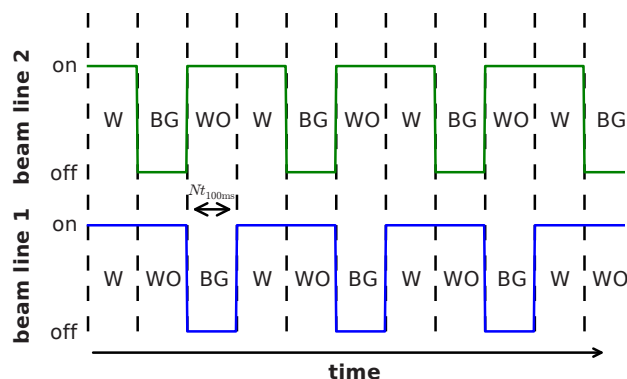 beam line 2
on
W BG WO W BG WO W BG WO W BG
off
Nt100ms
beam line 1
on
W WO BG W WO BG W WO BG W WO
off
time